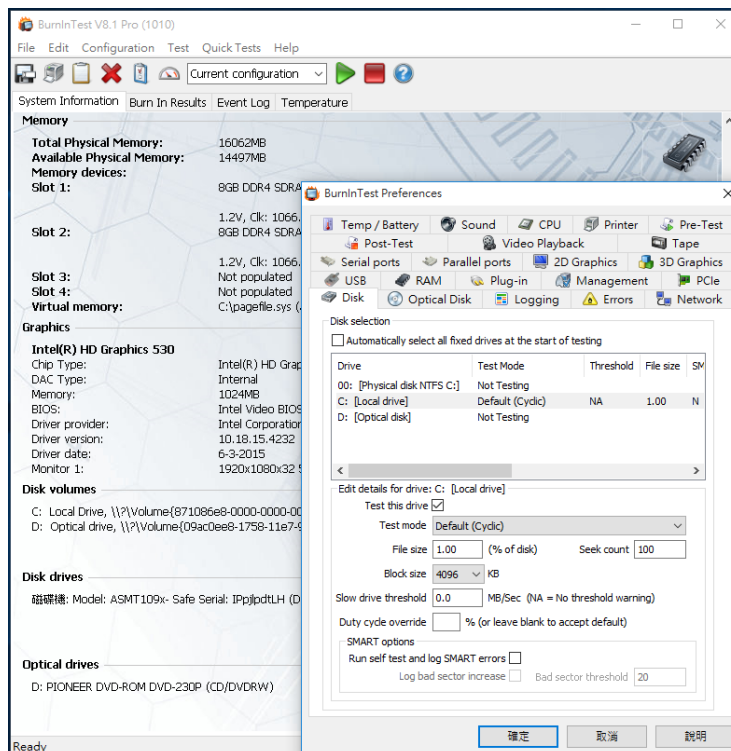 BurnInTest V8.1 Pro (1010)
File Edit Configuration Test Quick Tests Help
Current configuration
System Information Burn In Results Event Log Temperature
Memory
Total Physical Memory: 16062MB
Available Physical Memory: 14497MB
Memory devices:
Slot 1: 8GB DDR4 SDRA
1.2V, Clk: 1066.
Slot 2: 8GB DDR4 SDRA
1.2V, Clk: 1066.
Slot 3: Not populated
Slot 4: Not populated
Virtual memory: C:\pagefile.sys (.
Graphics
Intel(R) HD Graphics 530
Chip Type: Intel(R) HD Grap
DAC Type: Internal
Memory: 1024MB
BIOS: Intel Video BIOS
Driver provider: Intel Corporation
Driver version: 10.18.15.4232
Driver date: 6-3-2015
Monitor 1: 1920x1080x32
Disk volumes
C: Local Drive, \\?\Volume{871086e8-0000-0000-00
D: Optical drive, \\?\Volume{09ac0ee8-1758-11e7-9
Disk drives
磁碟機: Model: ASMT109x- Safe Serial: IPpjlpdtLH (D
Optical drives
D: PIONEER DVD-ROM DVD-230P (CD/DVDRW)
Ready
BurnInTest Preferences
Temp / Battery Sound CPU Printer Pre-Test
Post-Test Video Playback Tape
Serial ports Parallel ports 2D Graphics 3D Graphics
USB RAM Plug-in Management PCIe
Disk Optical Disk Logging Errors Network
Disk selection
Automatically select all fixed drives at the start of testing
Drive Test Mode Threshold File size SM
00: [Physical disk NTFS C:] Not Testing
C: [Local drive] Default (Cyclic) NA 1.00 N
D: [Optical disk] Not Testing
Edit details for drive: C: [Local drive]
Test this drive
Test mode Default (Cyclic)
File size 1.00 (% of disk) Seek count 100
Block size 4096 KB
Slow drive threshold 0.0 MB/Sec (NA = No threshold warning)
Duty cycle override % (or leave blank to accept default)
SMART options
Run self test and log SMART errors
Log bad sector increase Bad sector threshold 20
確定 取消 說明